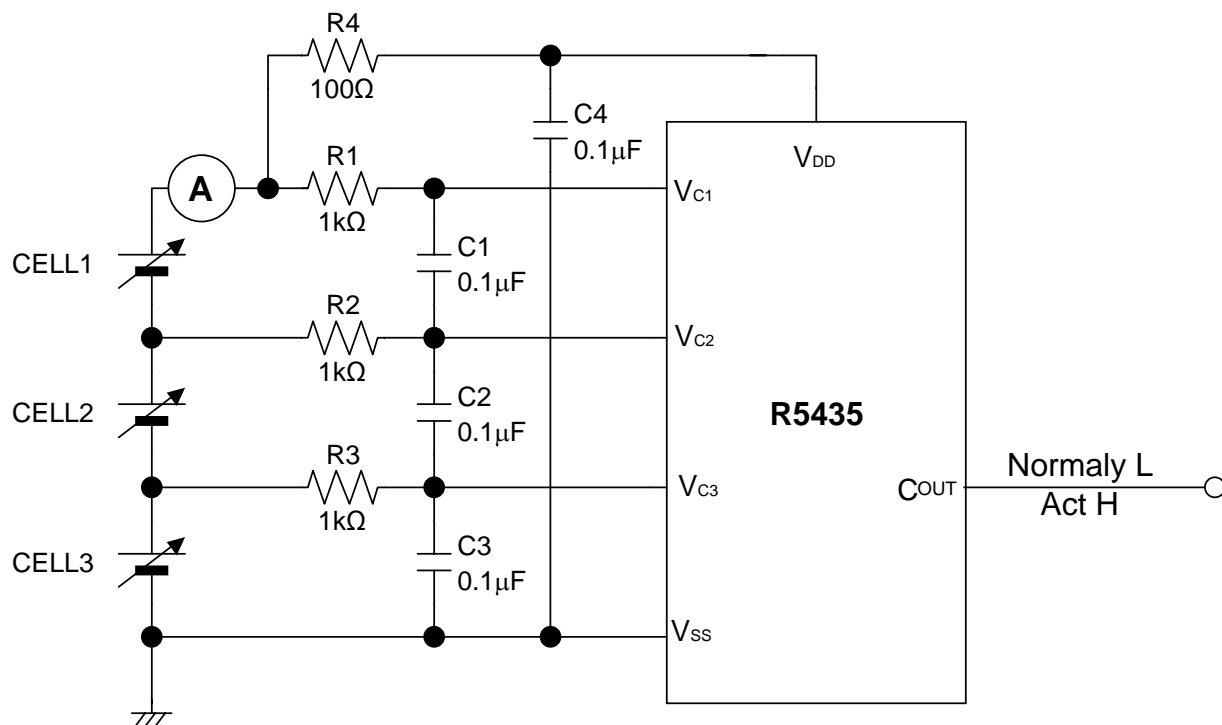 R4
100Ω
C4
0.1μF
VDD
A
R1
1kΩ
VC1
CELL1
C1
0.1μF
R2
1kΩ
VC2
CELL2
C2
0.1μF
R5435
R3
1kΩ
VC3
COUT
Normaly L
Act H
CELL3
C3
0.1μF
VSS